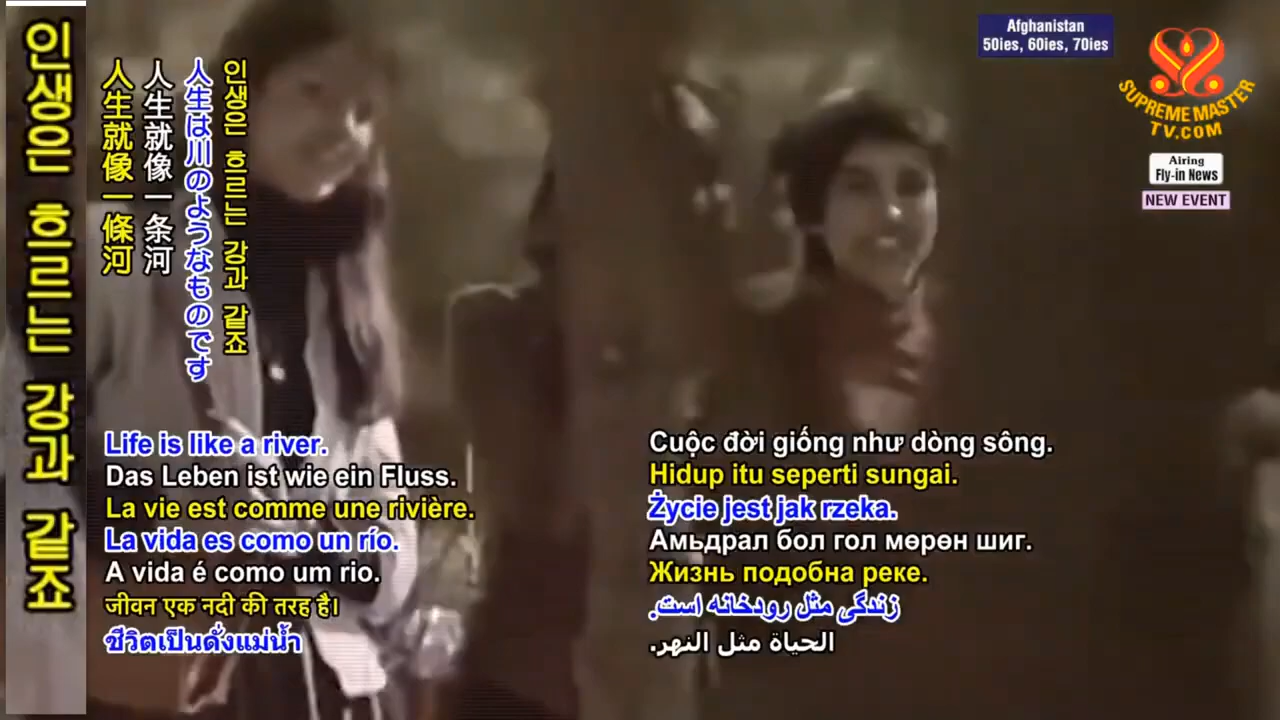 인생은 흐르는 강과 같죠
人生就像一條河
人生就像一条河
人生は川のようなものです
인생은 흐르는 강과 같죠
Afghanistan
50ies, 60ies, 70ies
SUPREME MASTER
TV.COM
Airing
Fly-in News
NEW EVENT
Life is like a river.
Das Leben ist wie ein Fluss.
La vie est comme une rivière.
La vida es como un río.
A vida é como um rio.
जीवन एक नदी की तरह है।
ชีวิตเป็นดั่งแม่น้ำ
Cuộc đời giống như dòng sông.
Hidup itu seperti sungai.
Życie jest jak rzeka.
Амьдрал бол гол мөрөн шиг.
Жизнь подобна реке.
زندگی مثل رودخانه است.
الحياة مثل النهر.